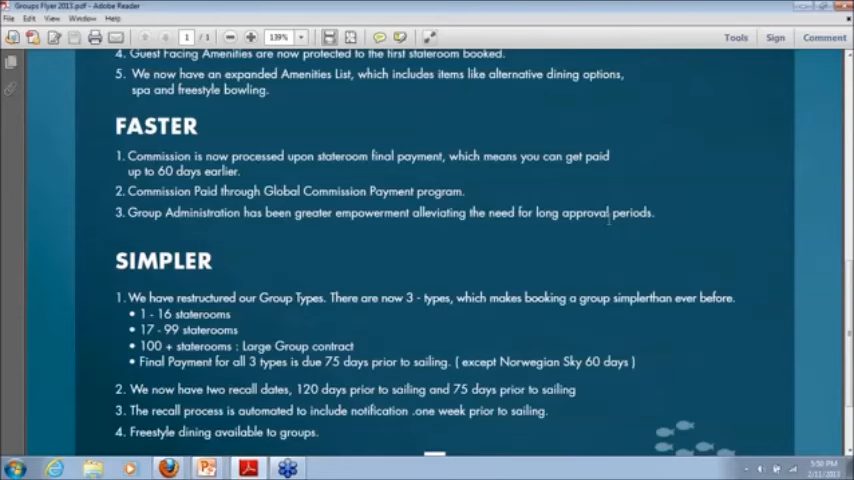 Groups Flyer 2013.pdf - Adobe Reader
File Edit View Window Help
1 / 1 139% Tools Sign Comment
4. Guest Facing Amenities are now protected to the first stateroom booked.
5. We now have an expanded Amenities List, which includes items like alternative dining options,
spa and freestyle bowling.
FASTER
1. Commission is now processed upon stateroom final payment, which means you can get paid
up to 60 days earlier.
2. Commission Paid through Global Commission Payment program.
3. Group Administration has been greater empowerment alleviating the need for long approval periods.
SIMPLER
1. We have restructured our Group Types. There are now 3 - types, which makes booking a group simplerthan ever before.
• 1 - 16 staterooms
• 17 - 99 staterooms
• 100 + staterooms : Large Group contract
• Final Payment for all 3 types is due 75 days prior to sailing. ( except Norwegian Sky 60 days )
2. We now have two recall dates, 120 days prior to sailing and 75 days prior to sailing
3. The recall process is automated to include notification .one week prior to sailing.
4. Freestyle dining available to groups.
5:50 PM
2/11/2013